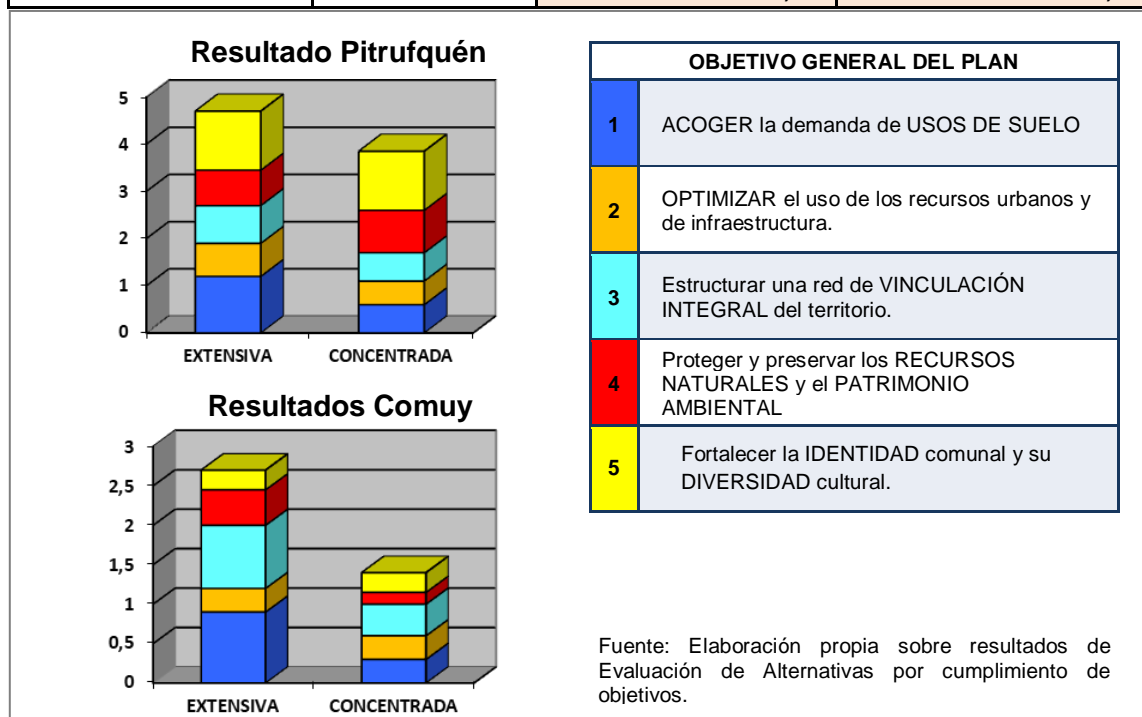 Resultado Pitrufquén
5
4
3
2
1
0
EXTENSIVA
CONCENTRADA
Resultados Comuy
3
2,5
2
1,5
1
0,5
0
EXTENSIVA
CONCENTRADA
OBJETIVO GENERAL DEL PLAN
1
ACOGER la demanda de USOS DE SUELO
2
OPTIMIZAR el uso de los recursos urbanos y
de infraestructura.
3
Estructurar una red de VINCULACIÓN
INTEGRAL del territorio.
4
Proteger y preservar los RECURSOS
NATURALES y el PATRIMONIO
AMBIENTAL
5
Fortalecer la IDENTIDAD comunal y su
DIVERSIDAD cultural.
Fuente: Elaboración propia sobre resultados de
Evaluación de Alternativas por cumplimiento de
objetivos.